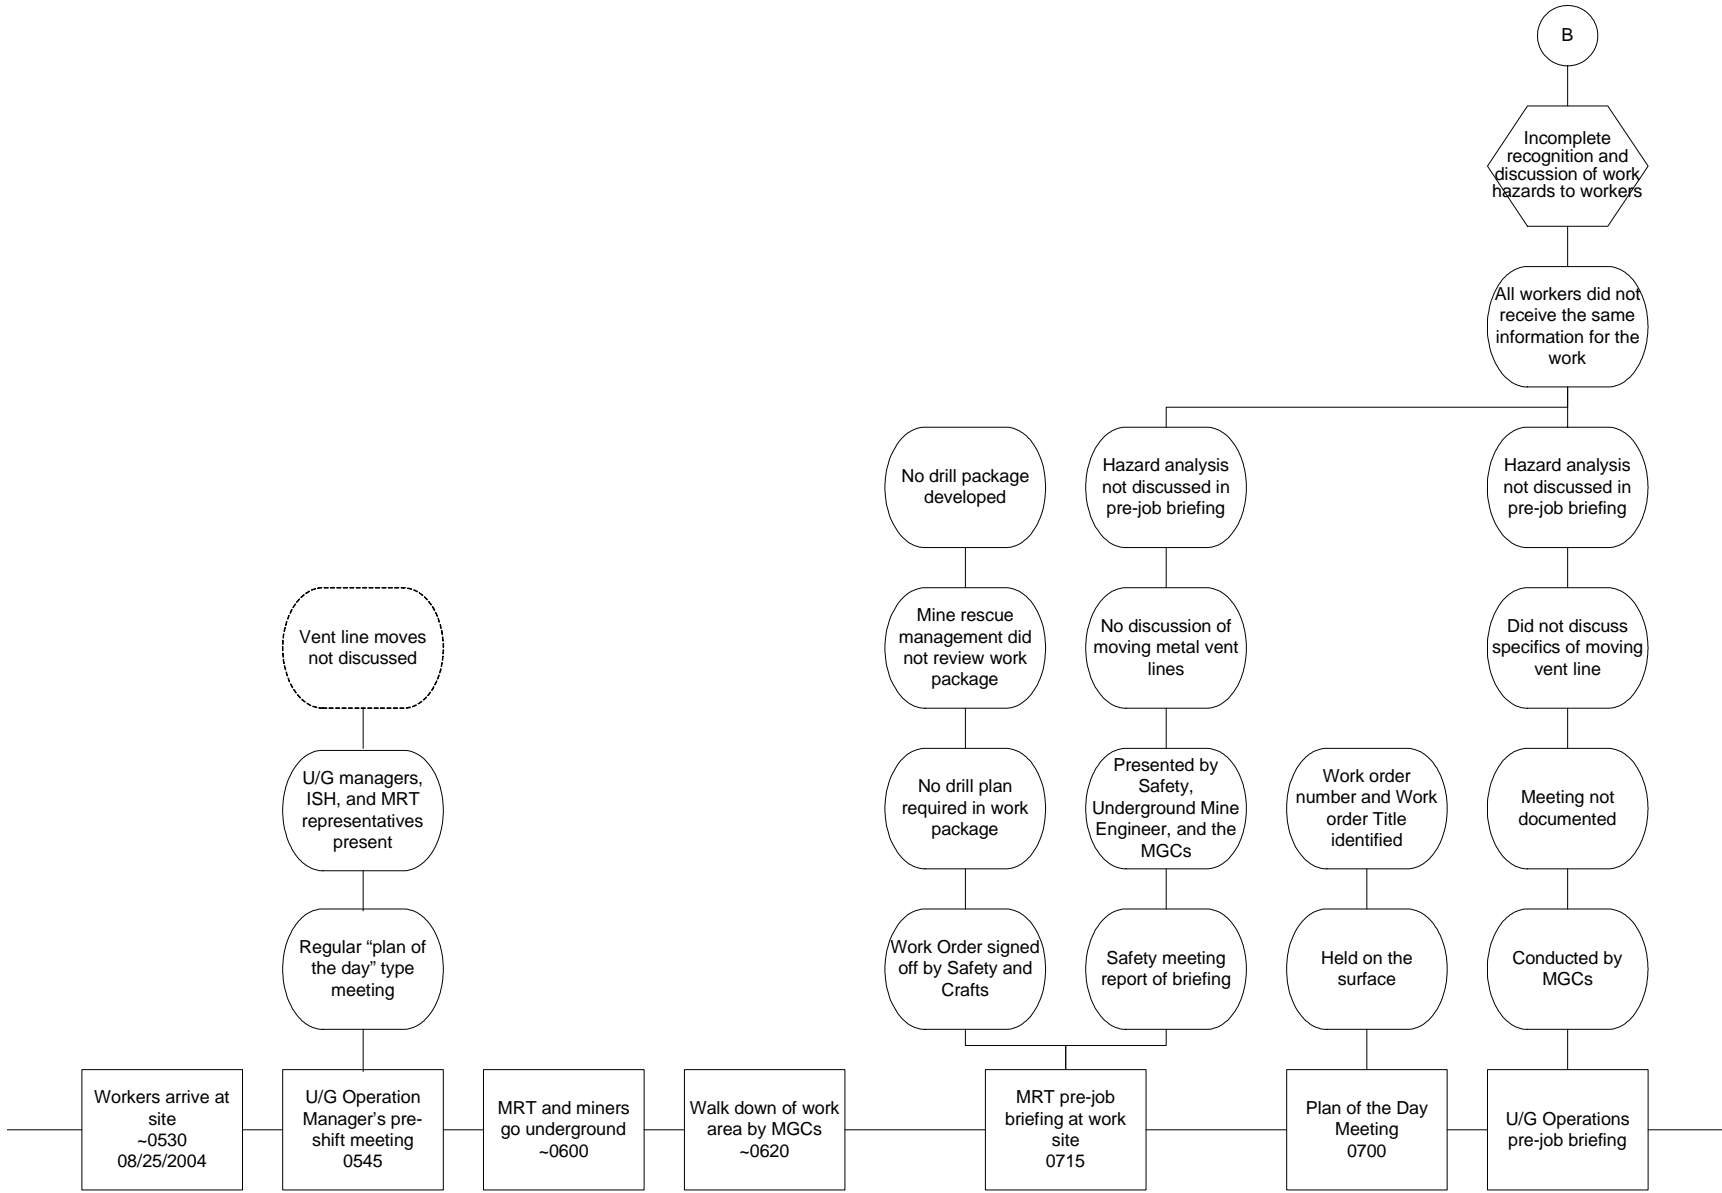 B
Incomplete
recognition and
discussion of work
hazards to workers
All workers did not
receive the same
information for the
work
No drill package
developed
Hazard analysis
not discussed in
pre-job briefing
Hazard analysis
not discussed in
pre-job briefing
Vent line moves
not discussed
Mine rescue
management did
not review work
package
No discussion of
moving metal vent
lines
Did not discuss
specifics of moving
vent line
U/G managers,
ISH, and MRT
representatives
present
No drill plan
required in work
package
Presented by
Safety,
Underground Mine
Engineer, and the
MGCs
Work order
number and Work
order Title
identified
Meeting not
documented
Regular “plan of
the day” type
meeting
Work Order signed
off by Safety and
Crafts
Safety meeting
report of briefing
Held on the
surface
Conducted by
MGCs
Workers arrive at
site
~0530
08/25/2004
U/G Operation
Manager’s pre-
shift meeting
0545
MRT and miners
go underground
~0600
Walk down of work
area by MGCs
~0620
MRT pre-job
briefing at work
site
0715
Plan of the Day
Meeting
0700
U/G Operations
pre-job briefing